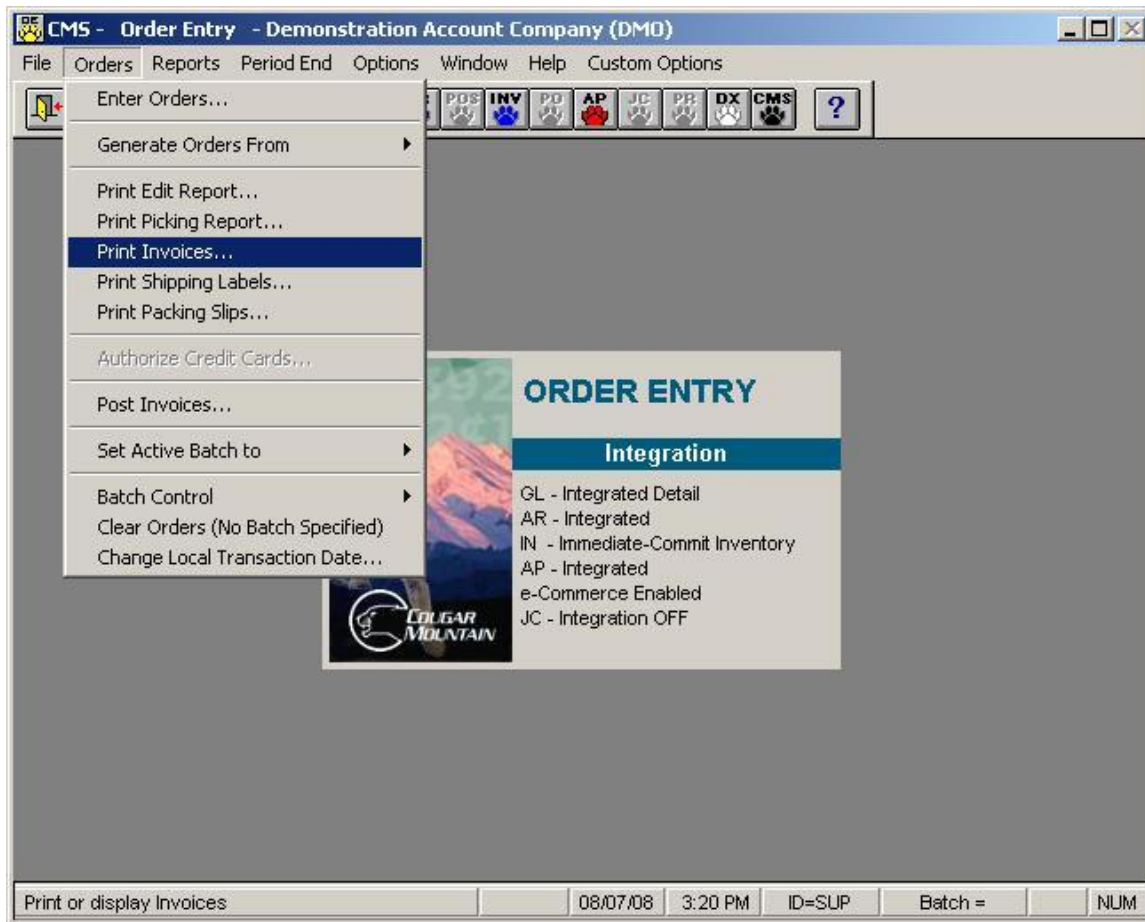 CMS - Order Entry - Demonstration Account Company (DMO)
File Orders Reports Period End Options Window Help Custom Options
POS INV PO AP JC PR DX CMS ?
Enter Orders...
Generate Orders From
Print Edit Report...
Print Picking Report...
Print Invoices...
Print Shipping Labels...
Print Packing Slips...
Authorize Credit Cards...
Post Invoices...
Set Active Batch to
Batch Control
Clear Orders (No Batch Specified)
Change Local Transaction Date...
ORDER ENTRY
Integration
GL - Integrated Detail
AR - Integrated
IN - Immediate-Commit Inventory
AP - Integrated
e-Commerce Enabled
JC - Integration OFF
COUGAR
MOUNTAIN
Print or display Invoices 08/07/08 3:20 PM ID=SUP Batch = NUM